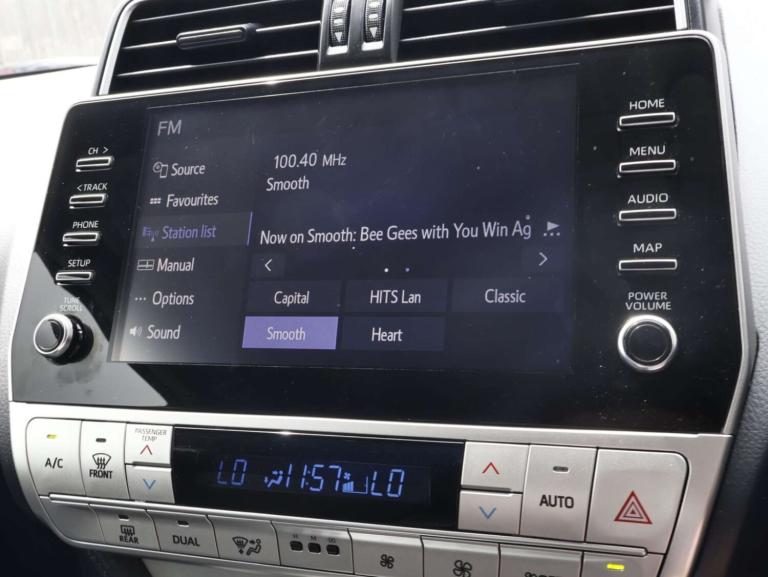 FM
100.40 MHz
Smooth
Source
Favourites
Station list
Manual
Options
Sound
Now on Smooth: Bee Gees with You Win Ag
Capital
HITS Lan
Classic
Smooth
Heart
CH >
< TRACK
PHONE
SETUP
TUNE
SCROLL
HOME
MENU
AUDIO
MAP
POWER
VOLUME
A/C
FRONT
PASSENGER
TEMP
LO 11:57 LO
AUTO
REAR
DUAL
H M